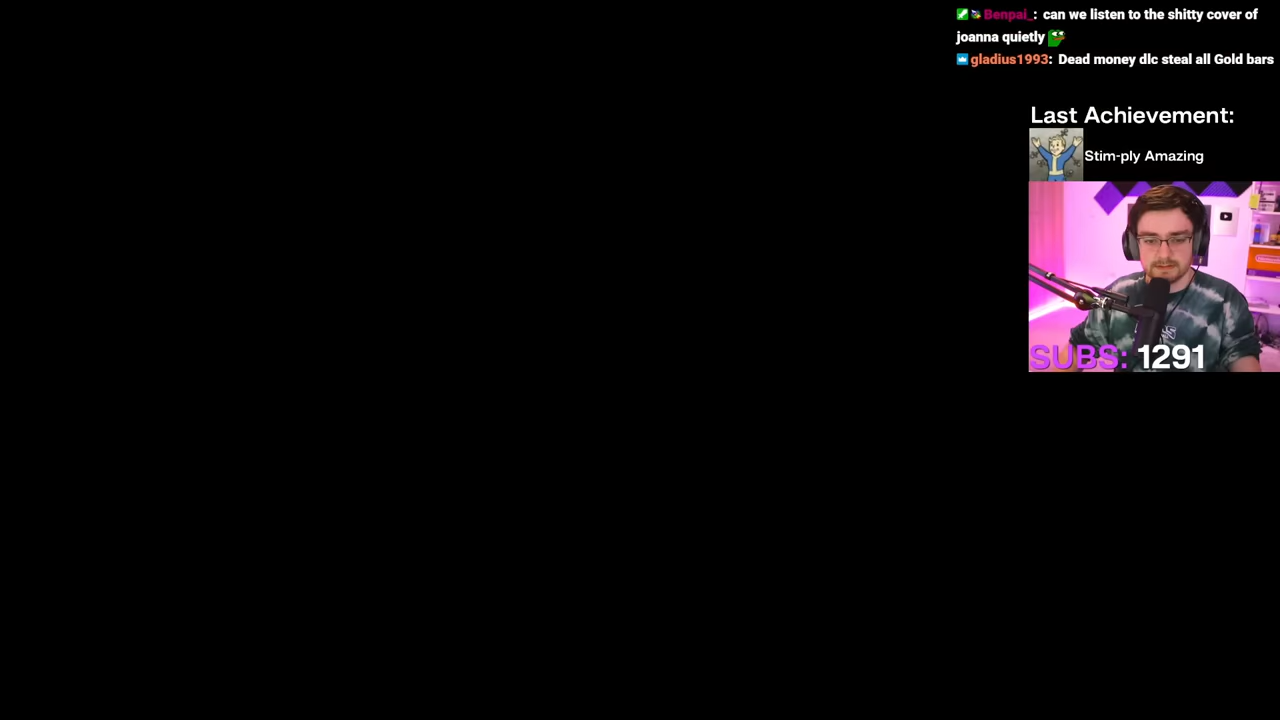 Benpai_: can we listen to the shitty cover of
joanna quietly
gladius1993: Dead money dlc steal all Gold bars
Last Achievement:
Stim-ply Amazing
SUBS: 1291